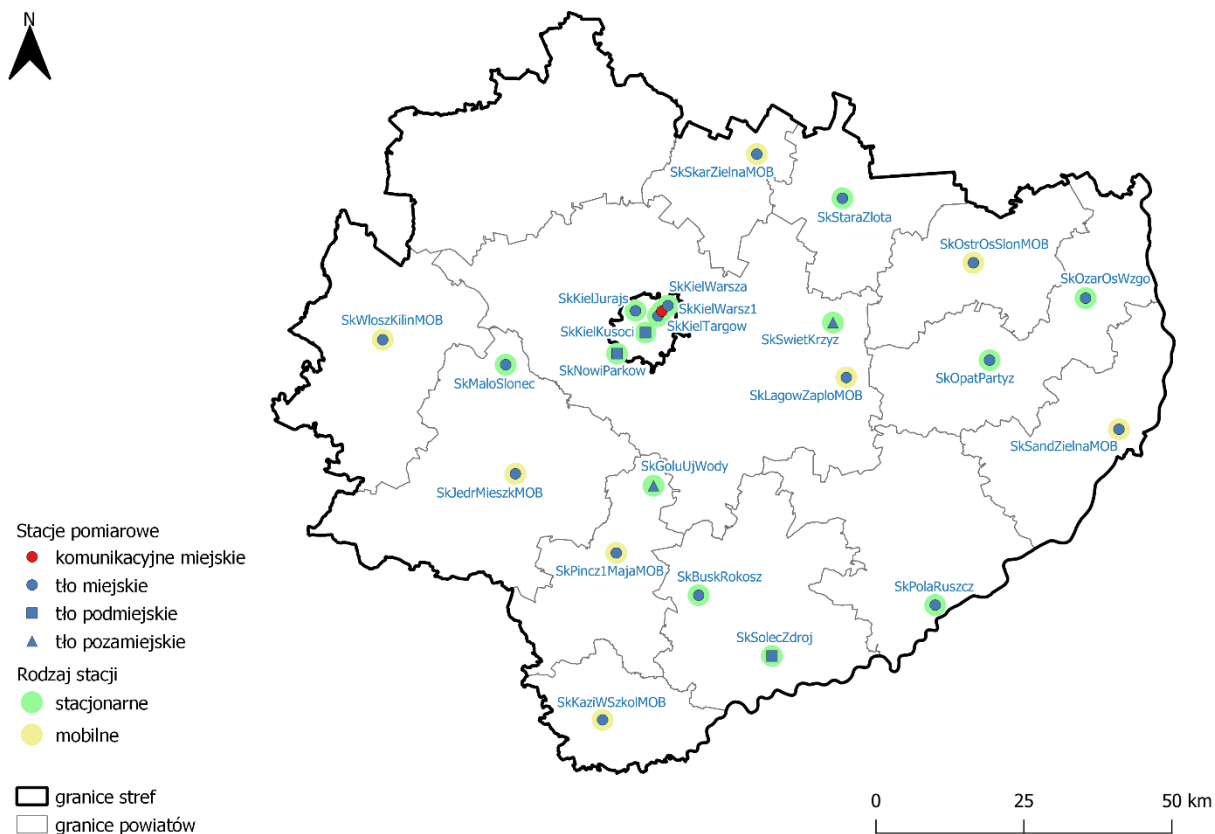 N
SkSkarZielnaMOB
SkStaraZlota
SkOstrOsSlonMOB
SkOzarOsWzgo
SkKielWarsza
SkKielJurajs
SkKielWarsz1
SkKielTargow
SkKielKusoci
SkWloszKilinMOB
SkSwietKrzyz
SkNowiParkow
SkMaloSlonec
SkOpatPartyz
SkLagowZaploMOB
SkSandZielnaMOB
SkGoluUjWody
SkJedrMieszkMOB
SkPincz1MajaMOB
SkBuskRokosz
SkPolaRuszcz
SkSolecZdroj
SkKaziWSzkolMOB
Stacje pomiarowe
komunikacyjne miejskie
tło miejskie
tło podmiejskie
tło pozamiejskie
Rodzaj stacji
stacjonarne
mobilne
granice stref
granice powiatów
0 25 50 km